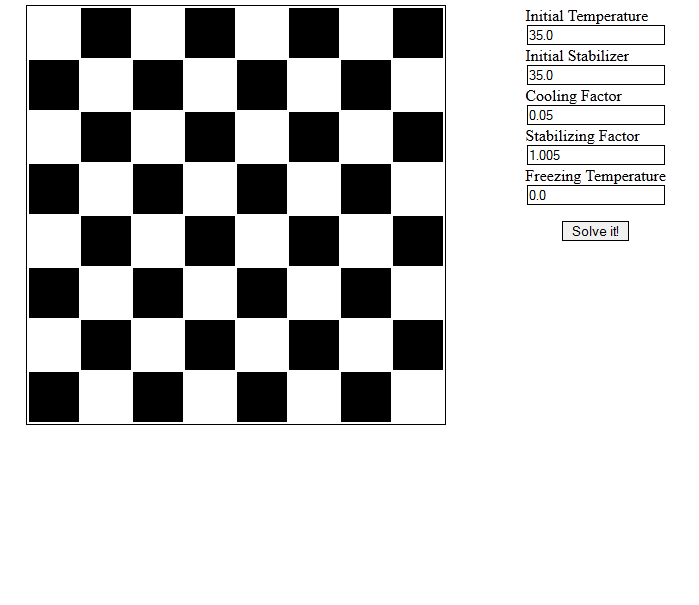 Initial Temperature
35.0
Initial Stabilizer
35.0
Cooling Factor
0.05
Stabilizing Factor
1.005
Freezing Temperature
0.0
Solve it!